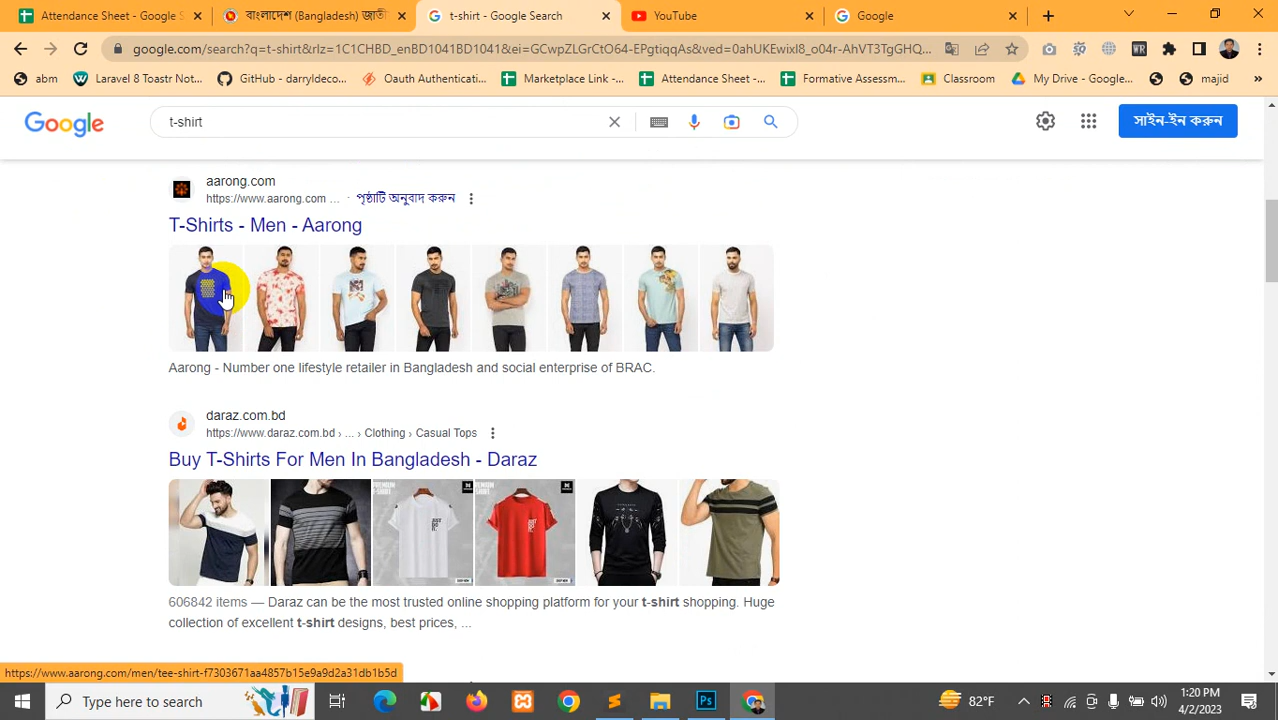 Attendance Sheet - Google S
বাংলাদেশ (Bangladesh) জাতী
t-shirt - Google Search
YouTube
Google
google.com/search?q=t-shirt&rlz=1C1CHBD_enBD1041BD1041&ei=GCwpZLGrCtO64-EPgtiqqAs&ved=0ahUKEwixl8_o04r-AhVT3TgGHQ...
abm
Laravel 8 Toastr Not...
GitHub - darryldeco...
Oauth Authenticati...
Marketplace Link -...
Attendance Sheet -...
Formative Assessm...
Classroom
My Drive - Google...
majid
»
Google
t-shirt
সাইন-ইন করুন
aarong.com
https://www.aarong.com ... · পৃষ্ঠাটি অনুবাদ করুন
T-Shirts - Men - Aarong
Aarong - Number one lifestyle retailer in Bangladesh and social enterprise of BRAC.
daraz.com.bd
https://www.daraz.com.bd › ... › Clothing › Casual Tops
Buy T-Shirts For Men In Bangladesh - Daraz
606842 items — Daraz can be the most trusted online shopping platform for your t-shirt shopping. Huge
collection of excellent t-shirt designs, best prices, ...
https://www.aarong.com/men/tee-shirt-f7303671aa4857b15e9a9d2a31db1b5d
Type here to search
Ps
82°F
1:20 PM
4/2/2023